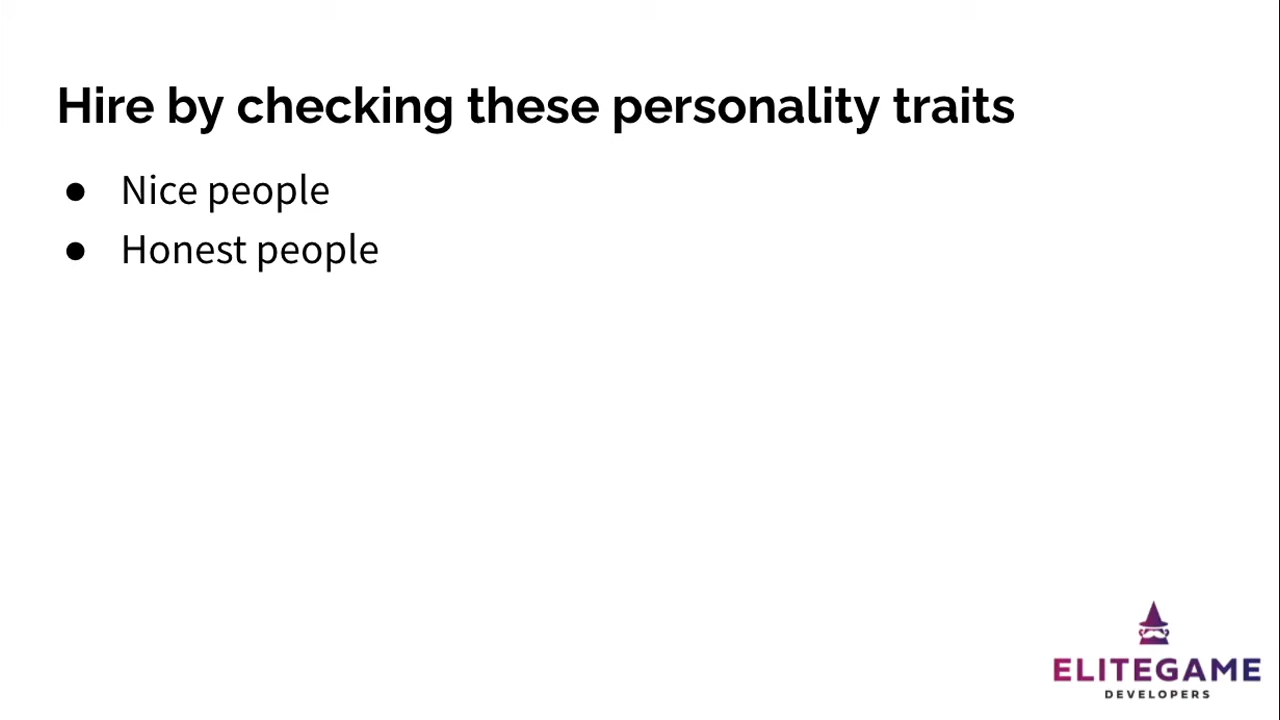 Hire by checking these personality traits
● Nice people
● Honest people
ELITEGAME
DEVELOPERS